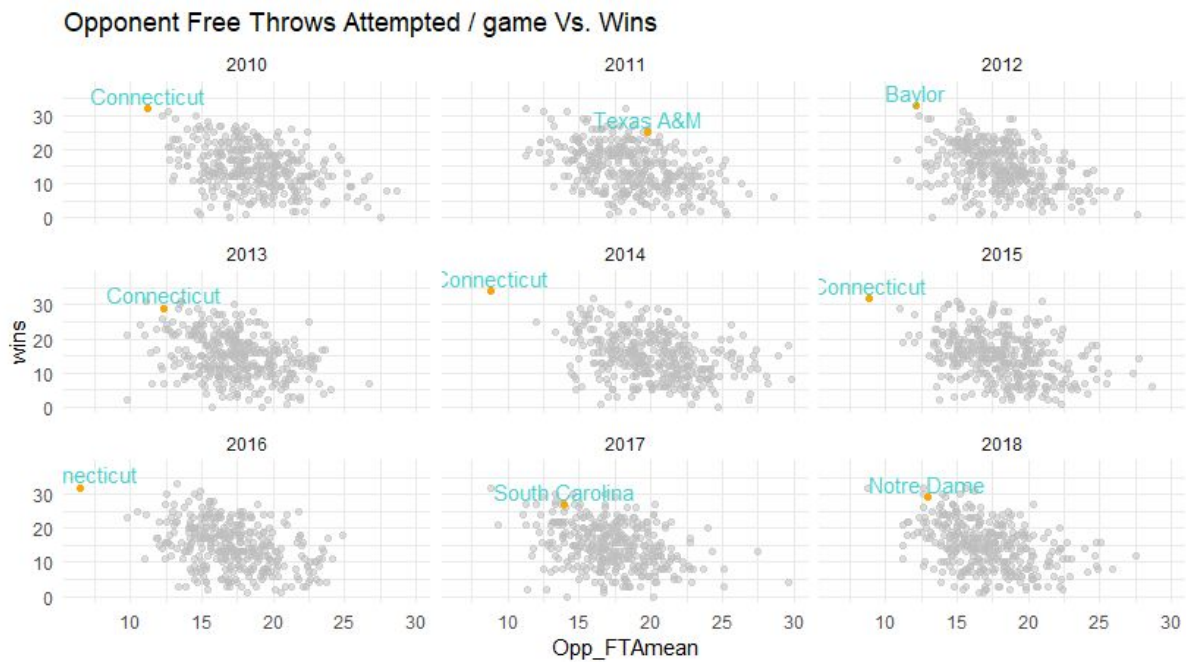 Opponent Free Throws Attempted / game Vs. Wins
2010 2011 2012
Connecticut Texas A&M Baylor
30
20
10
0
2013 2014 2015
Connecticut Connecticut Connecticut
30
20
10
0
wins
2016 2017 2018
necticut South Carolina Notre Dame
30
20
10
0
10 15 20 25 30 10 15 20 25 30 10 15 20 25 30
Opp_FTAmean